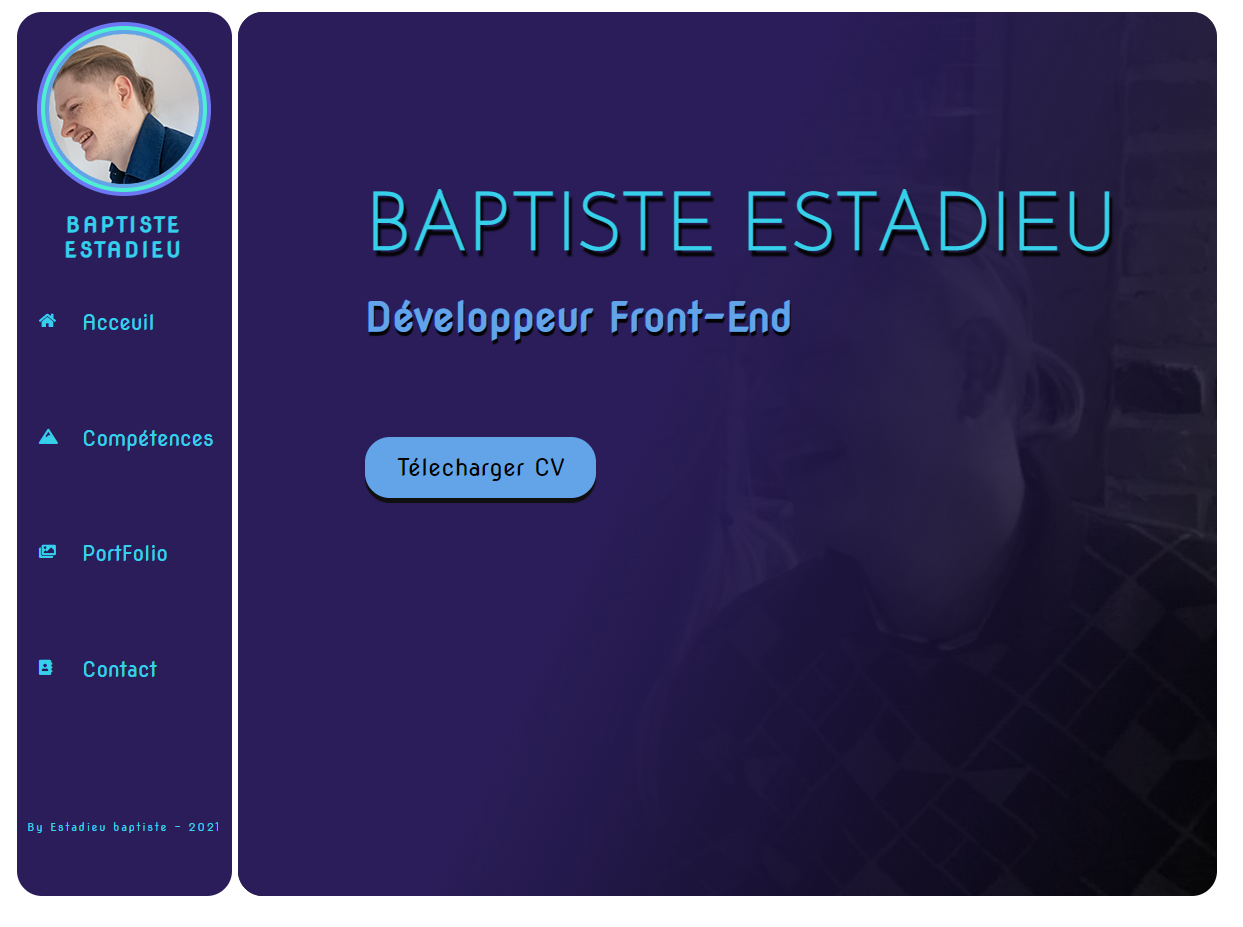 BAPTISTE
ESTADIEU
Acceuil
Compétences
PortFolio
Contact
By Estadieu baptiste - 2021
BAPTISTE ESTADIEU
Développeur Front-End
Télecharger CV